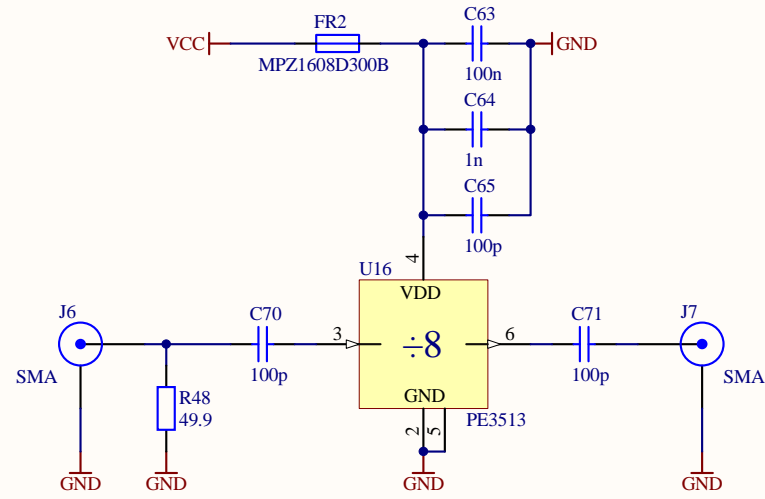 C63
FR2
VCC
GND
MPZ1608D300B
100n
C64
1n
C65
100p
4
U16
VDD
J6
C70
3
÷8
6
C71
J7
SMA
100p
100p
SMA
R48
49.9
GND
PE3513
2
5
GND
GND
GND
GND